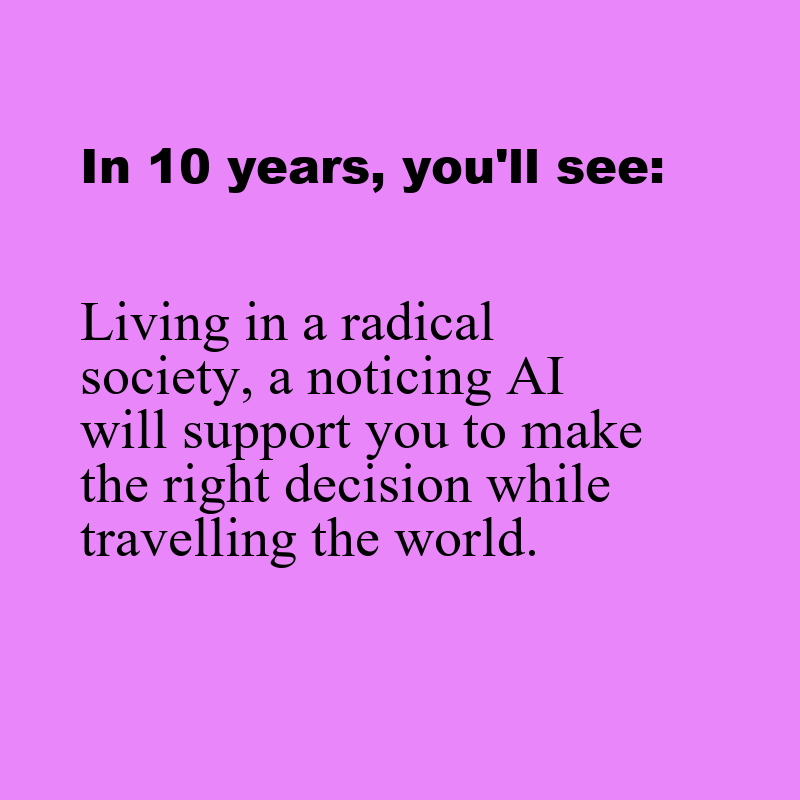 In 10 years, you'll see:
Living in a radical
society, a noticing AI
will support you to make
the right decision while
travelling the world.